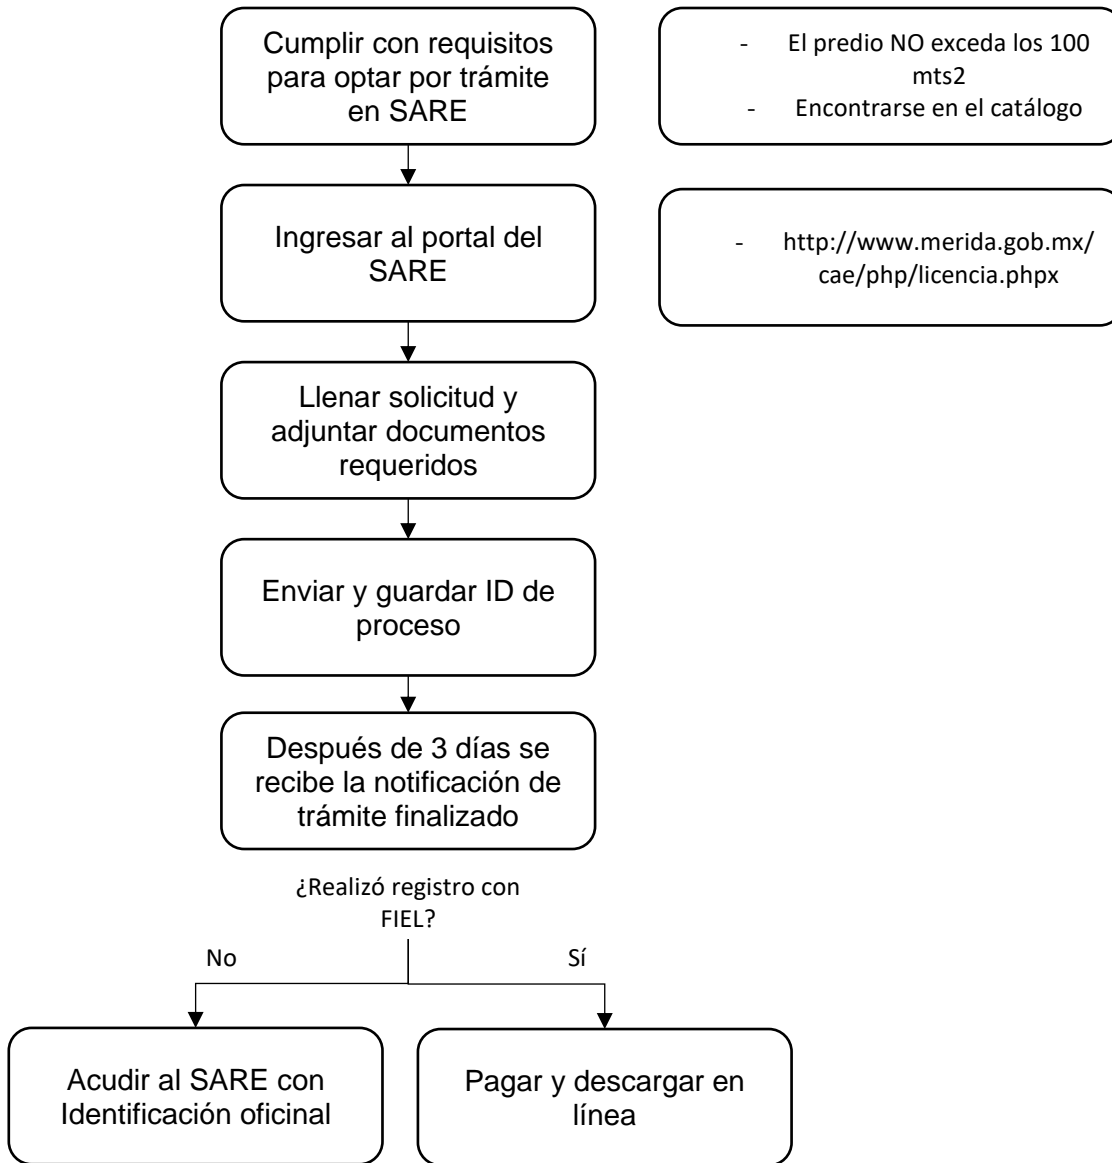 Cumplir con requisitos
para optar por trámite
en SARE
- El predio NO exceda los 100
mts2
- Encontrarse en el catálogo
Ingresar al portal del
SARE
- http://www.merida.gob.mx/
cae/php/licencia.phpx
Llenar solicitud y
adjuntar documentos
requeridos
Enviar y guardar ID de
proceso
Después de 3 días se
recibe la notificación de
trámite finalizado
¿Realizó registro con
FIEL?
No
Sí
Acudir al SARE con
Identificación oficinal
Pagar y descargar en
línea